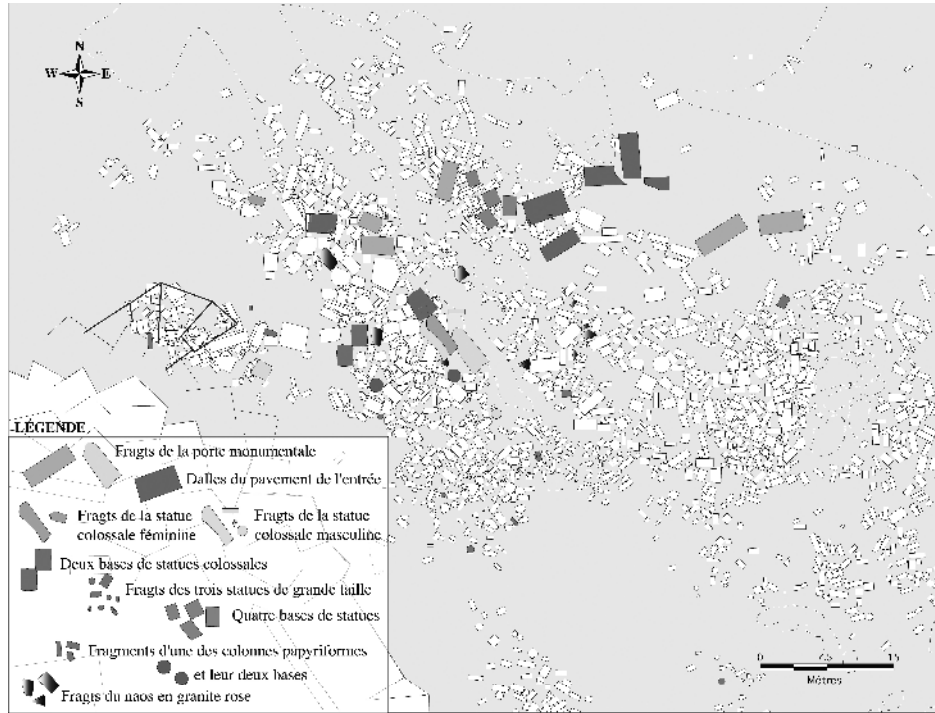 N
W E
S
LÉGENDE
Fragts de la porte monumentale
Dalles du pavement de l'entrée
Fragts de la statue
colossale féminine
Fragts de la statue
colossale masculine
Deux bases de statues colossales
Fragts des trois statues de grande taille
Quatre bases de statues
Fragments d'une des colonnes papyriformes
et leur deux bases
Fragts du naos en granite rose
0 7.5 15
Mètres